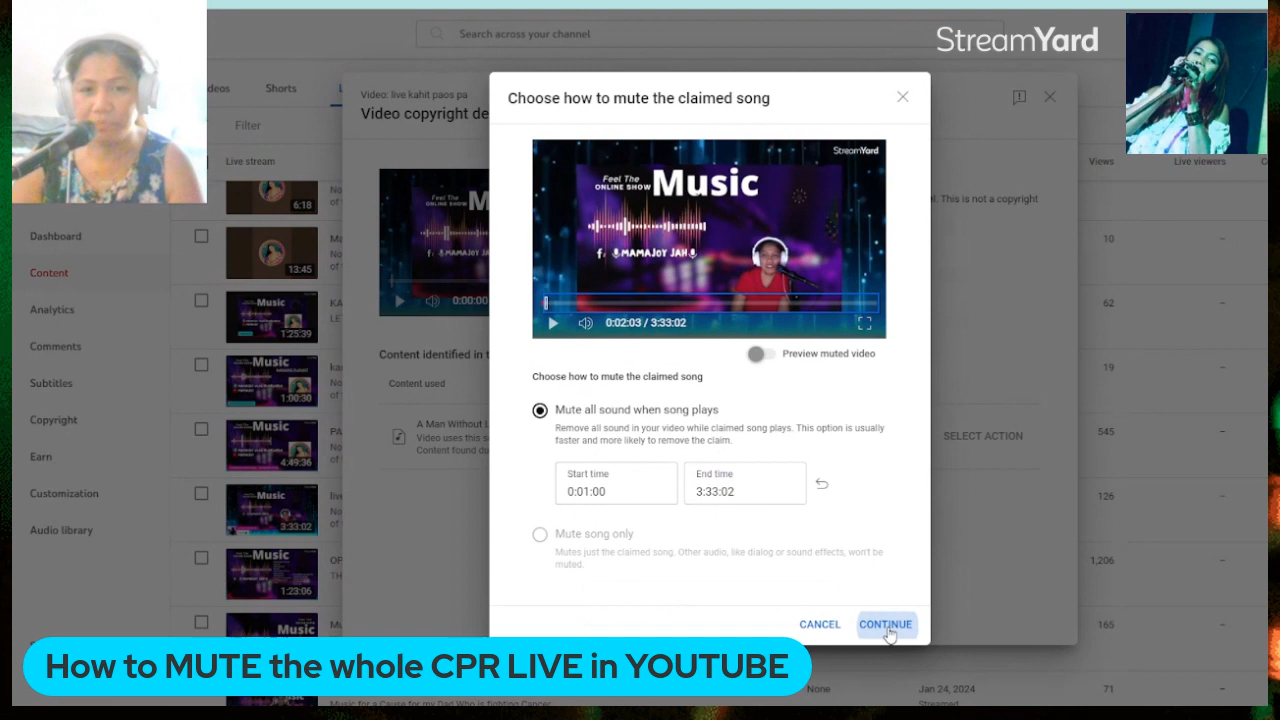 Search across your channel
StreamYard
Shorts
Filter
Live stream
Views
Live viewers
Dashboard
Content
Analytics
Comments
Subtitles
Copyright
Earn
Customization
Audio library
6:18
13:45
1:25:39
1:00:30
4:49:36
3:33:02
1:23:06
Music
Video: live kahit paos pa
Video copyright de
0:00:00
Content identified in t
Content used
A Man Without L
Video uses this s
Content found du
Choose how to mute the claimed song
StreamYard
Feel The
ONLINE SHOW Music
MAMAJOY JAH
0:02:03 / 3:33:02
Preview muted video
Choose how to mute the claimed song
Mute all sound when song plays
Remove all sound in your video while claimed song plays. This option is usually
faster and more likely to remove the claim.
Start time
0:01:00
End time
3:33:02
Mute song only
Mutes just the claimed song. Other audio, like dialog or sound effects, won't be
muted.
CANCEL
CONTINUE
This is not a copyright
SELECT ACTION
10
62
19
545
126
1,206
165
None
Jan 24, 2024
Streamed
71
Music for a Cause for my Dad Who is fighting Cancer
How to MUTE the whole CPR LIVE in YOUTUBE